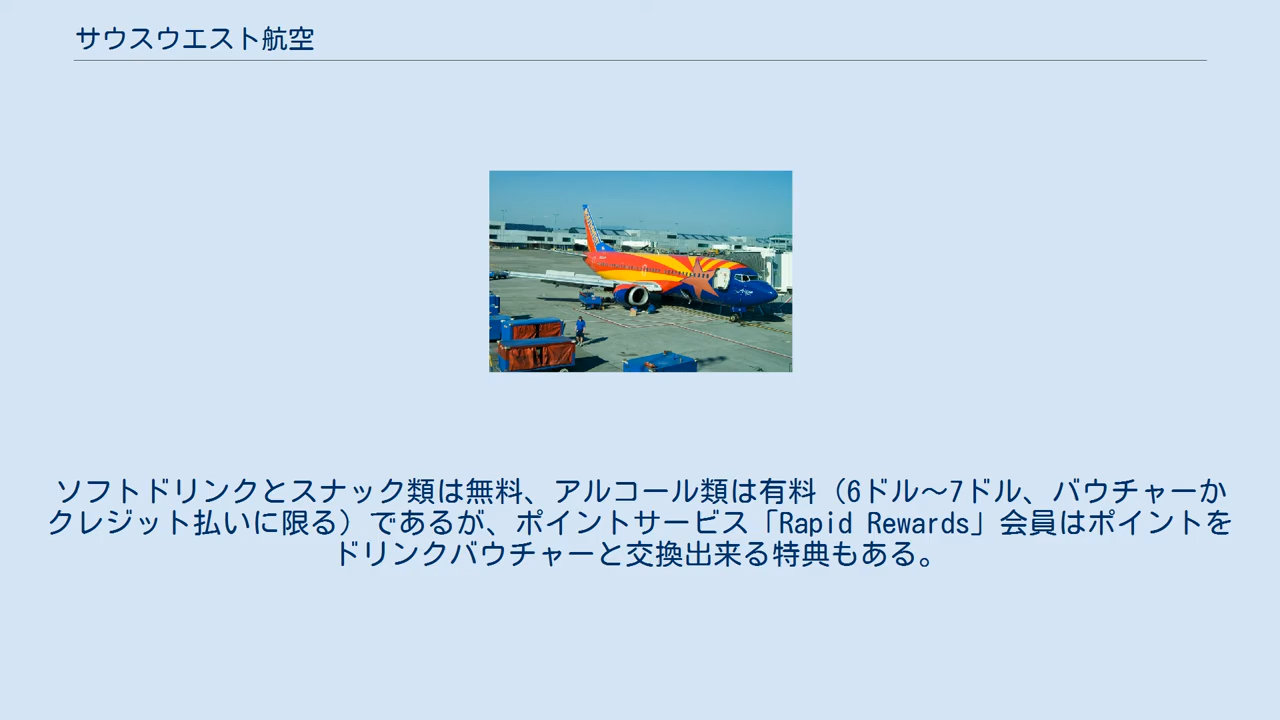 サウスウエスト航空
ソフトドリンクとスナック類は無料、アルコール類は有料（6ドル〜7ドル、バウチャーか
クレジット払いに限る）であるが、ポイントサービス「Rapid Rewards」会員はポイントを
ドリンクバウチャーと交換出来る特典もある。